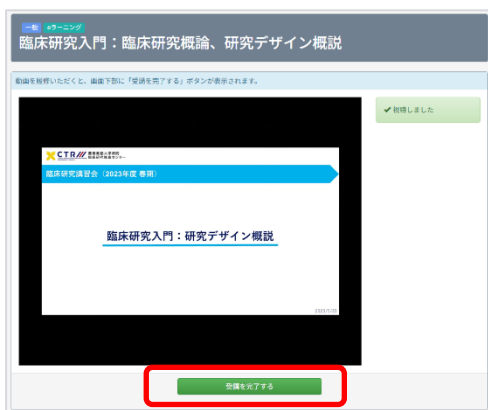 一般 eラーニング
臨床研究入門：臨床研究概論、研究デザイン概説
動画を視聴いただくと、画面下部に「受講を完了する」ボタンが表示されます。
✔視聴しました
CTR
臨床研究講習会（2023年度 春期）
臨床研究入門：研究デザイン概説
受講を完了する